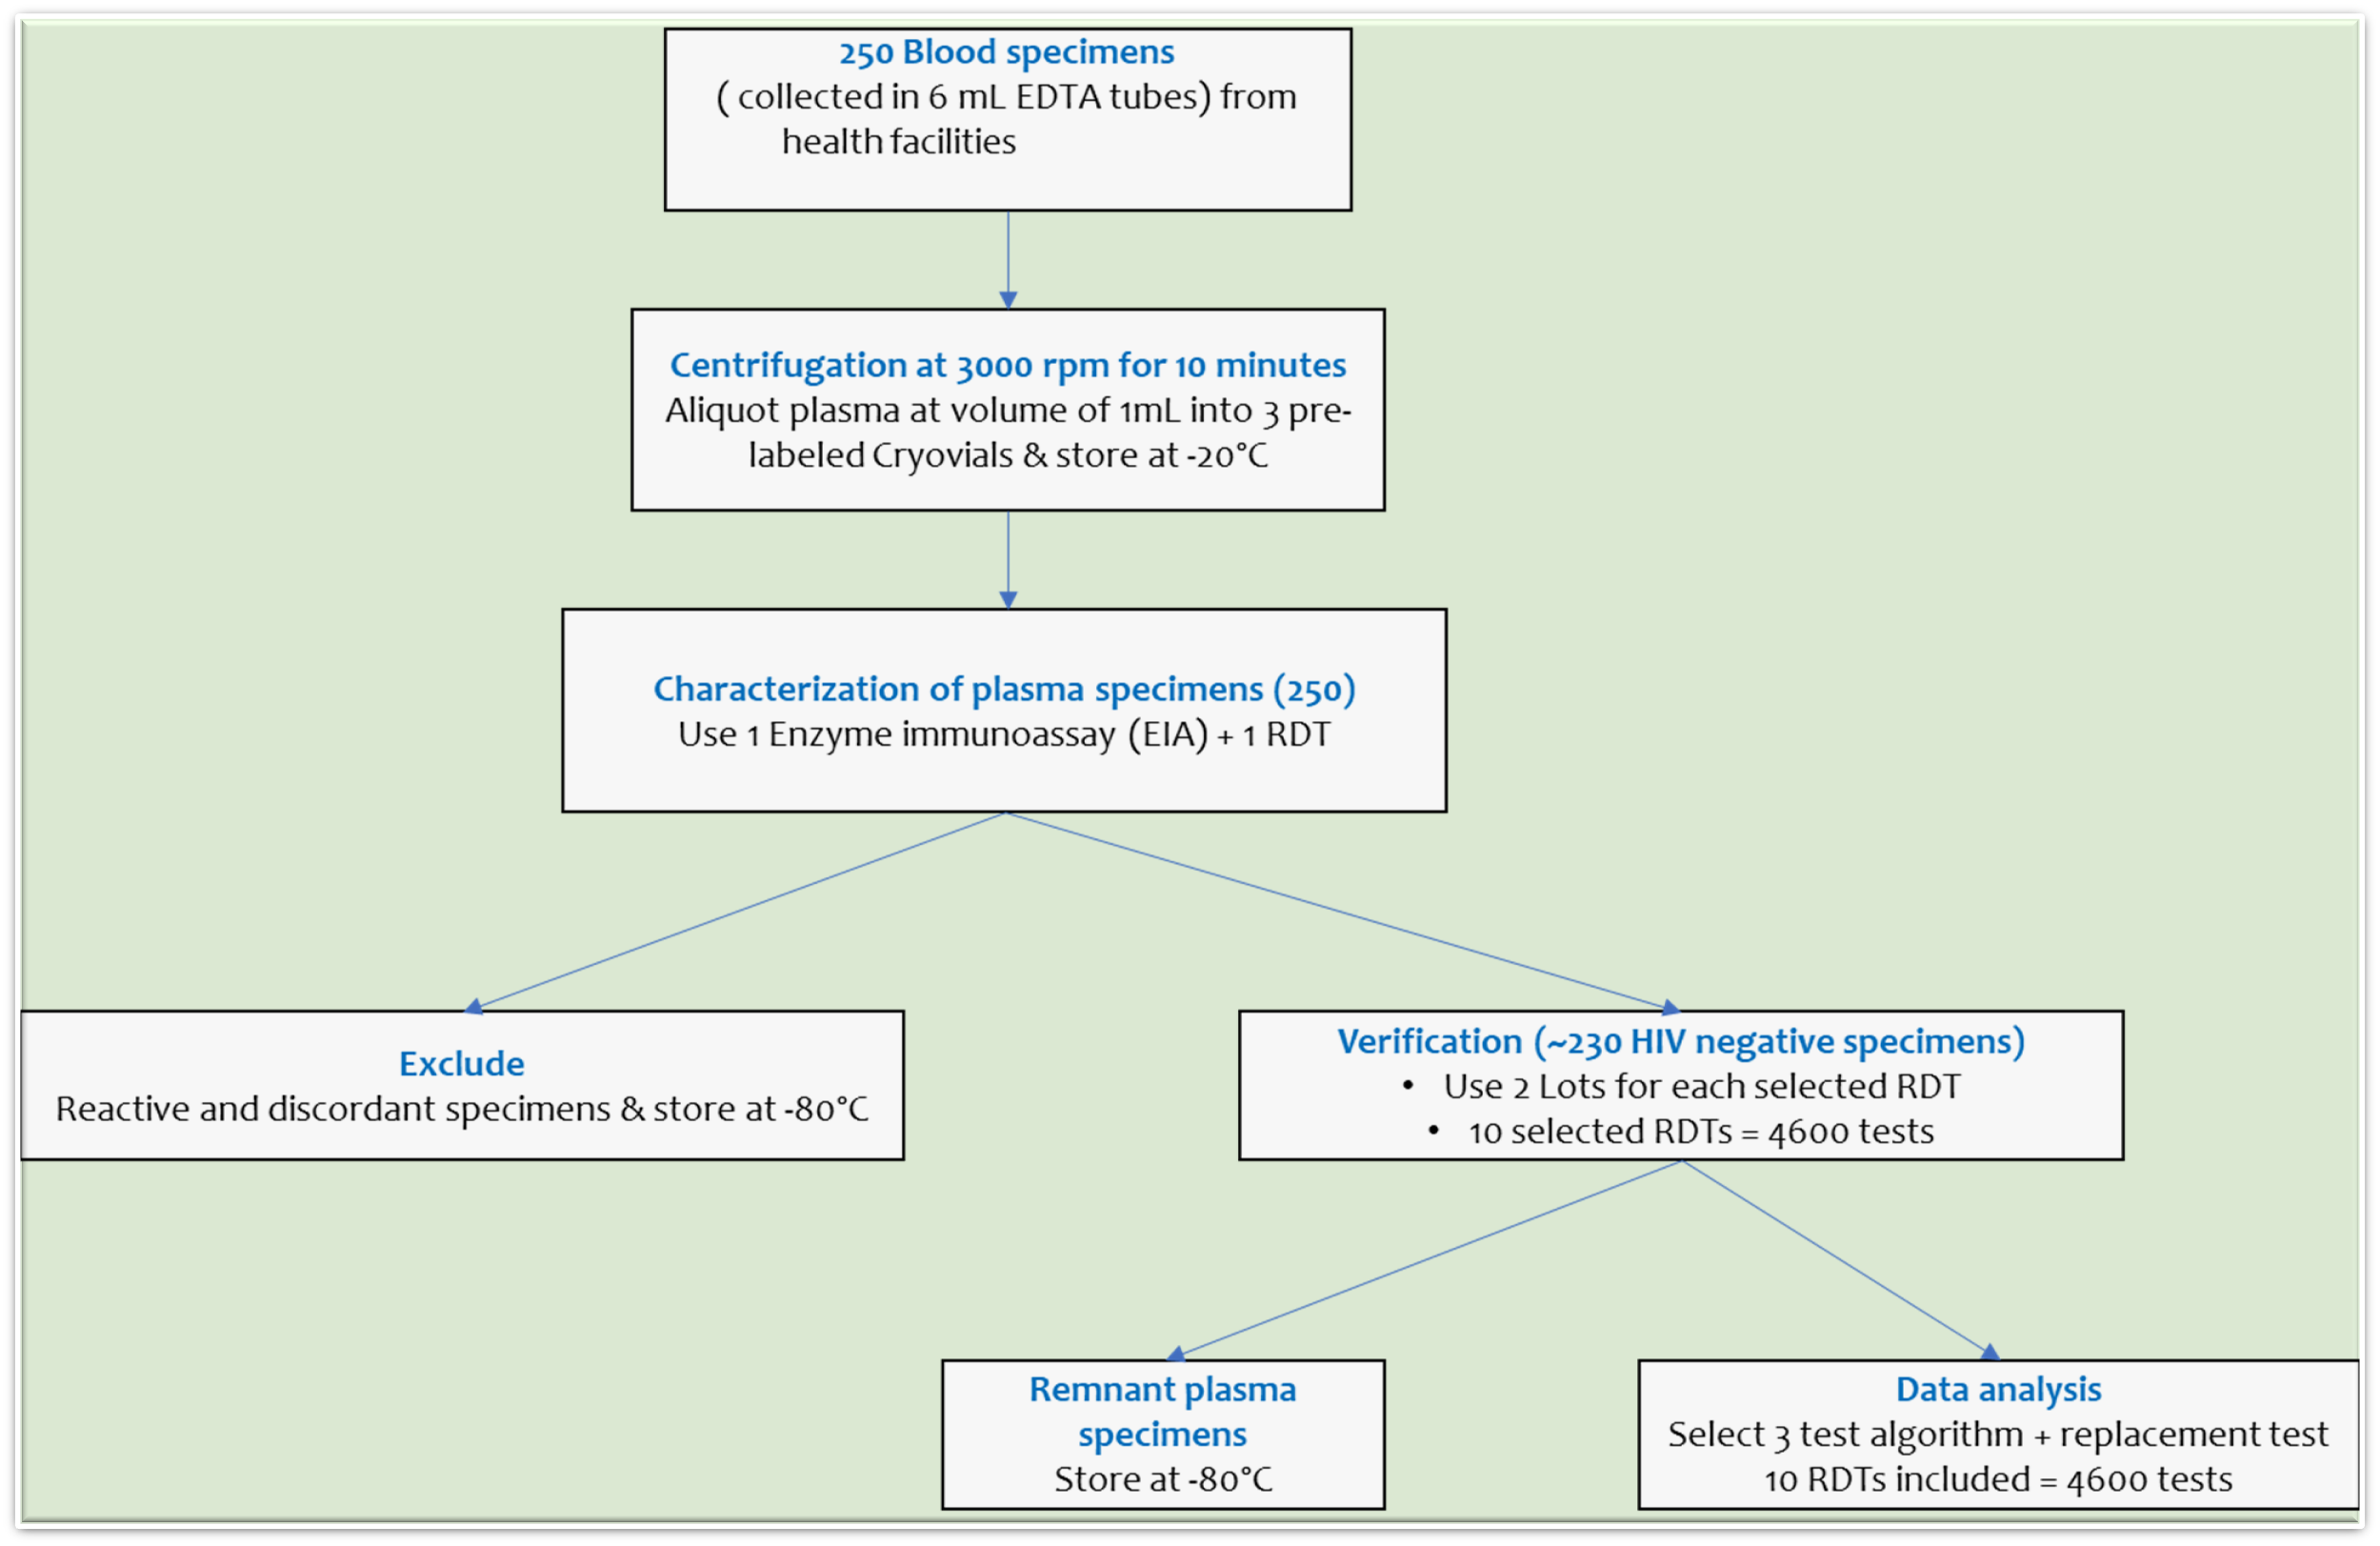 250 Blood specimens
( collected in 6 mL EDTA tubes) from
health facilities
Centrifugation at 3000 rpm for 10 minutes
Aliquot plasma at volume of 1mL into 3 pre-
labeled Cryovials & store at -20°C
Characterization of plasma specimens (250)
Use 1 Enzyme immunoassay (EIA) + 1 RDT
Exclude
Reactive and discordant specimens & store at -80°C
Verification (~230 HIV negative specimens)
• Use 2 Lots for each selected RDT
• 10 selected RDTs = 4600 tests
Remnant plasma
specimens
Store at -80°C
Data analysis
Select 3 test algorithm + replacement test
10 RDTs included = 4600 tests